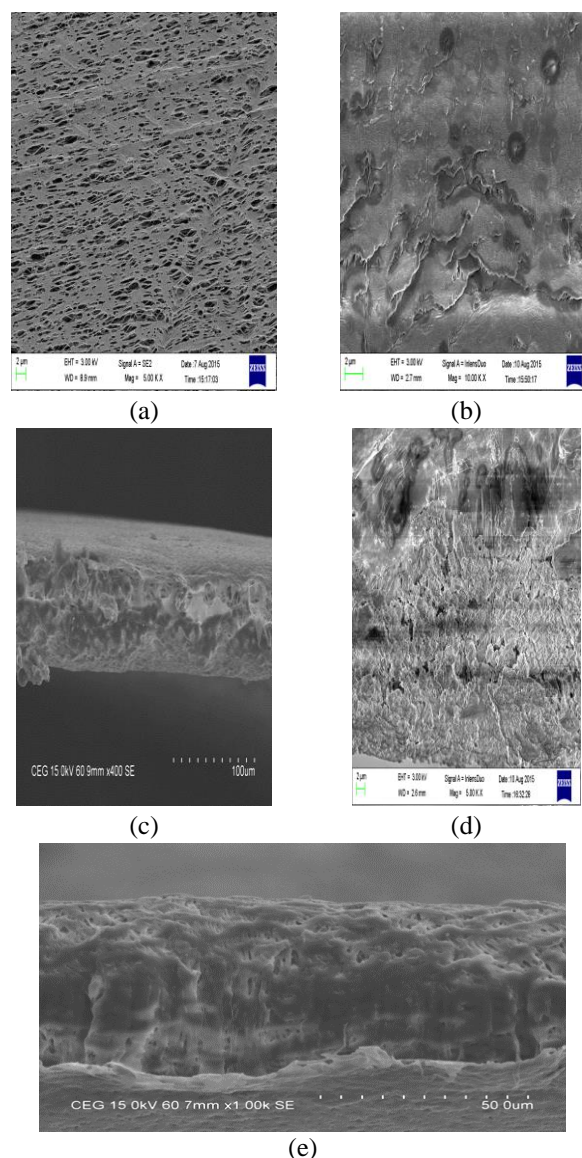 2 µm EHT = 3.00 kV Signal A = SE2 Date :7 Aug 2015
WD = 8.9 mm Mag = 5.00 K X Time :15:17:03
ZEISS
(a)
2 µm EHT = 3.00 kV Signal A = InlensDuo Date :10 Aug 2015
WD = 2.7 mm Mag = 10.00 K X Time :15:50:17
ZEISS
(b)
CEG 15.0kV 60.9mm x400 SE 100um
(c)
2 µm EHT = 3.00 kV Signal A = InlensDuo Date :10 Aug 2015
WD = 2.6 mm Mag = 5.00 K X Time :16:32:26
(d)
CEG 15.0kV 60.7mm x1.00k SE 50.0um
(e)